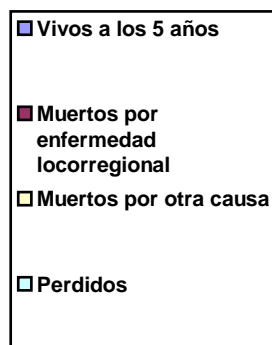 Vivos a los 5 años
Muertos por
enfermedad
locorregional
Muertos por otra causa
Perdidos